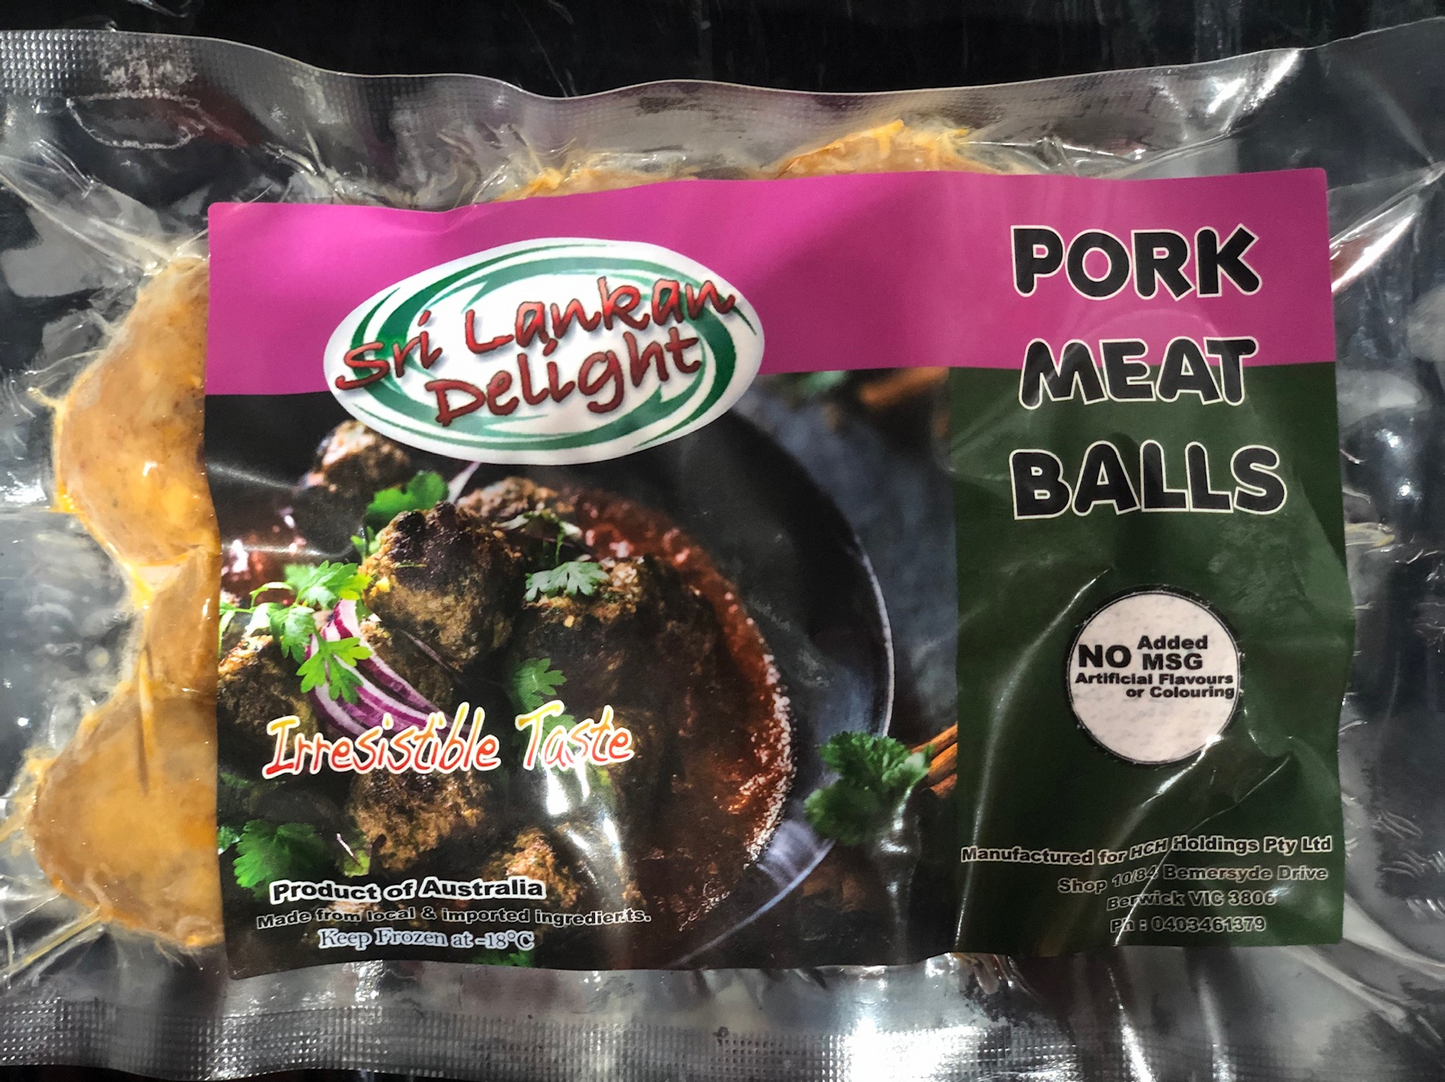 Sri Lankan
Delight
PORK
MEAT
BALLS
NO Added
MSG
Artificial Flavours
or Colouring
Irresistible Taste
Product of Australia
Made from local & imported ingredients.
Keep Frozen at -18°C
Manufactured for HCH Holdings Pty Ltd
Shop 10/84 Bemersyde Drive
Berwick VIC 3806
Ph : 0403461379